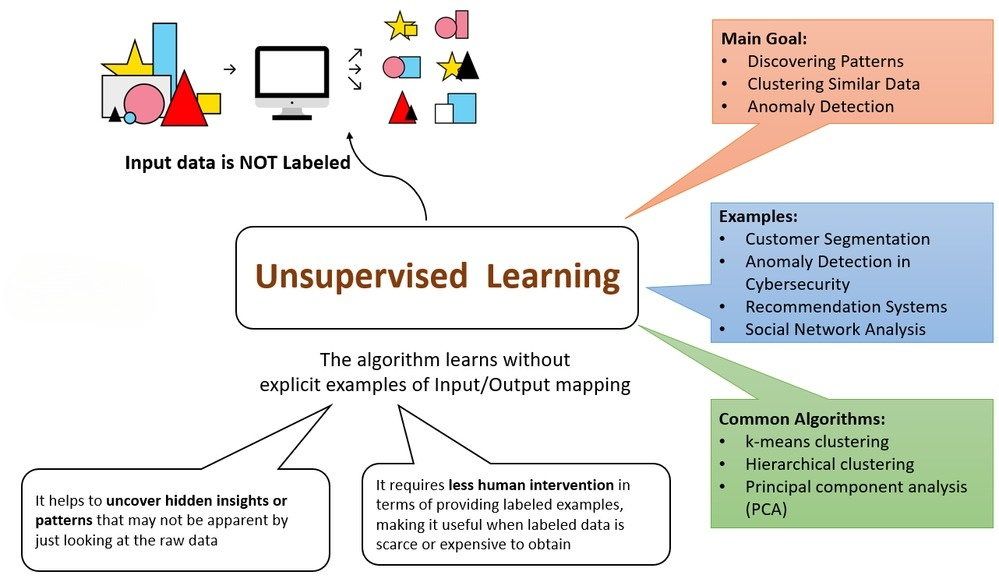 Input data is NOT Labeled
Main Goal:
• Discovering Patterns
• Clustering Similar Data
• Anomaly Detection
Unsupervised Learning
Examples:
• Customer Segmentation
• Anomaly Detection in
Cybersecurity
• Recommendation Systems
• Social Network Analysis
The algorithm learns without
explicit examples of Input/Output mapping
Common Algorithms:
• k-means clustering
• Hierarchical clustering
• Principal component analysis
(PCA)
It helps to uncover hidden insights or
patterns that may not be apparent by
just looking at the raw data
It requires less human intervention in
terms of providing labeled examples,
making it useful when labeled data is
scarce or expensive to obtain